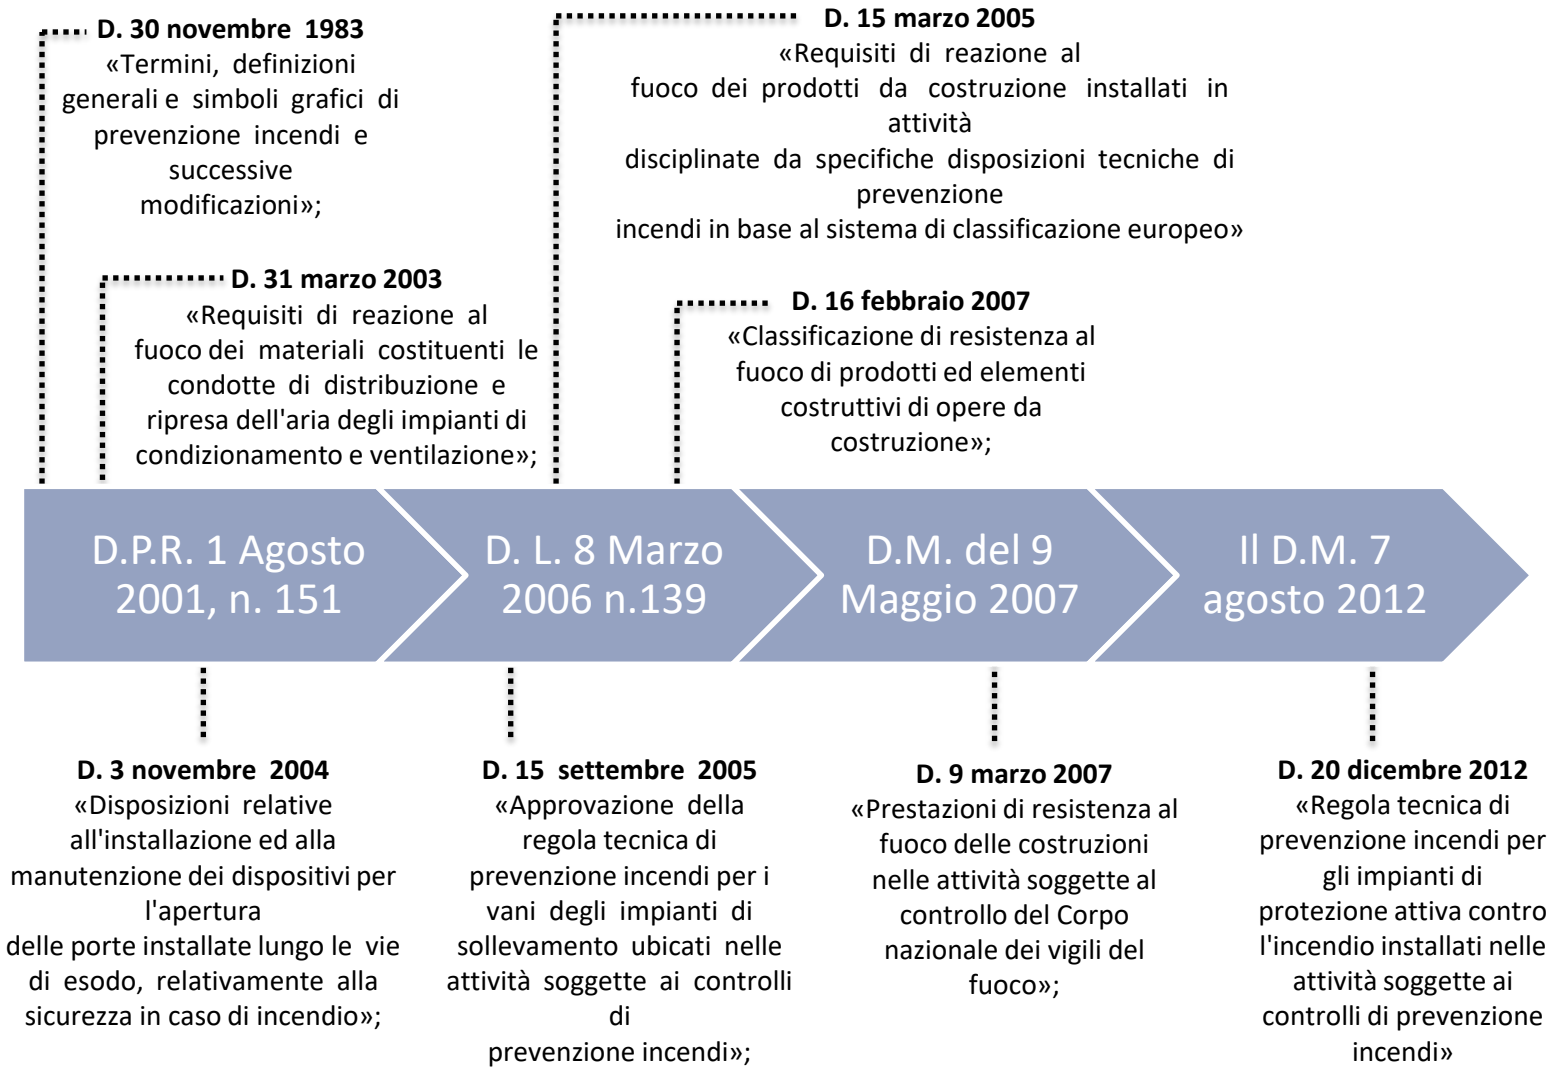 D. 30 novembre 1983
«Termini, definizioni
generali e simboli grafici di
prevenzione incendi e
successive
modificazioni»;
D. 15 marzo 2005
«Requisiti di reazione al
fuoco dei prodotti da costruzione installati in
attività
disciplinate da specifiche disposizioni tecniche di
prevenzione
incendi in base al sistema di classificazione europeo»
D. 31 marzo 2003
«Requisiti di reazione al
fuoco dei materiali costituenti le
condotte di distribuzione e
ripresa dell'aria degli impianti di
condizionamento e ventilazione»;
D. 16 febbraio 2007
«Classificazione di resistenza al
fuoco di prodotti ed elementi
costruttivi di opere da
costruzione»;
D.P.R. 1 Agosto
2001, n. 151
D. L. 8 Marzo
2006 n.139
D.M. del 9
Maggio 2007
Il D.M. 7
agosto 2012
D. 3 novembre 2004
«Disposizioni relative
all'installazione ed alla
manutenzione dei dispositivi per
l'apertura
delle porte installate lungo le vie
di esodo, relativamente alla
sicurezza in caso di incendio»;
D. 15 settembre 2005
«Approvazione della
regola tecnica di
prevenzione incendi per i
vani degli impianti di
sollevamento ubicati nelle
attività soggette ai controlli
di
prevenzione incendi»;
D. 9 marzo 2007
«Prestazioni di resistenza al
fuoco delle costruzioni
nelle attività soggette al
controllo del Corpo
nazionale dei vigili del
fuoco»;
D. 20 dicembre 2012
«Regola tecnica di
prevenzione incendi per
gli impianti di
protezione attiva contro
l'incendio installati nelle
attività soggette ai
controlli di prevenzione
incendi»